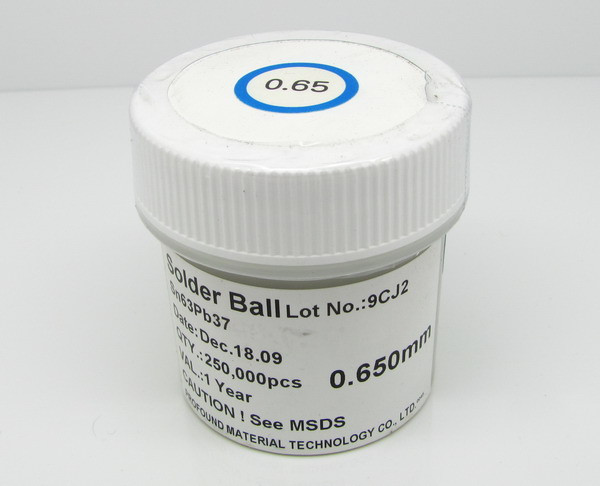 0.65
Solder Ball Lot No.:9CJ2
Sn63Pb37
Date:Dec.18.09
QTY.:250,000pcs
0.650mm
VAL.:1 Year
CAUTION ! See MSDS
PROFOUND MATERIAL TECHNOLOGY CO., LTD.